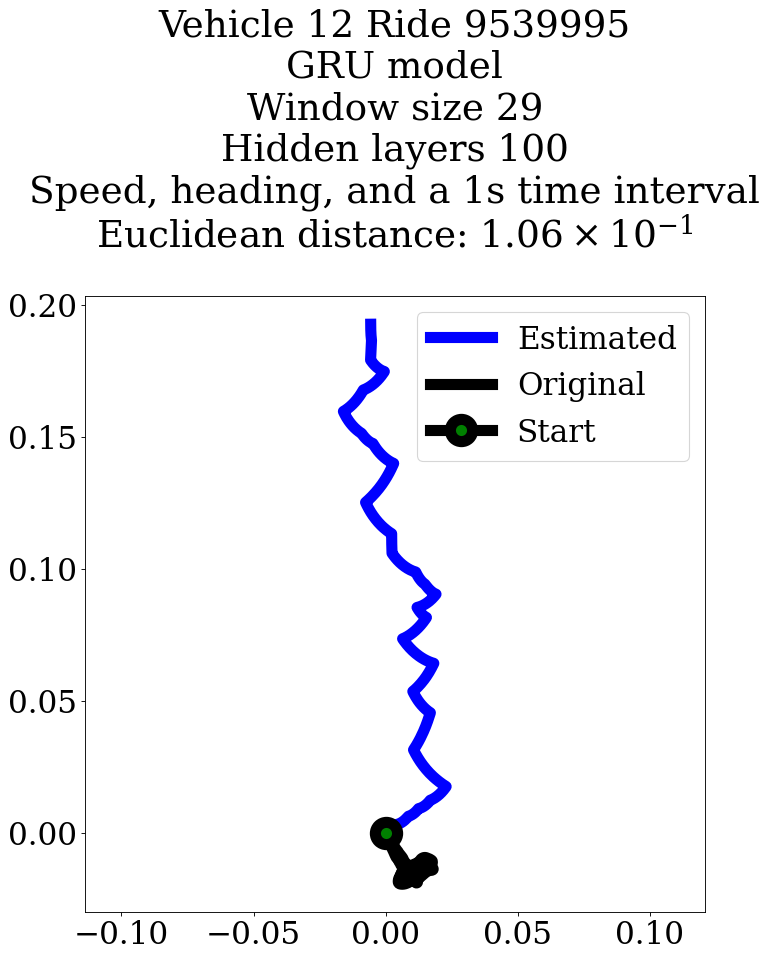 Vehicle 12 Ride 9539995
GRU model
Window size 29
Hidden layers 100
Speed, heading, and a 1s time interval
Euclidean distance: 1.06 × 10⁻¹
0.20
0.15
0.10
0.05
0.00
Estimated
Original
Start
−0.10
−0.05
0.00
0.05
0.10